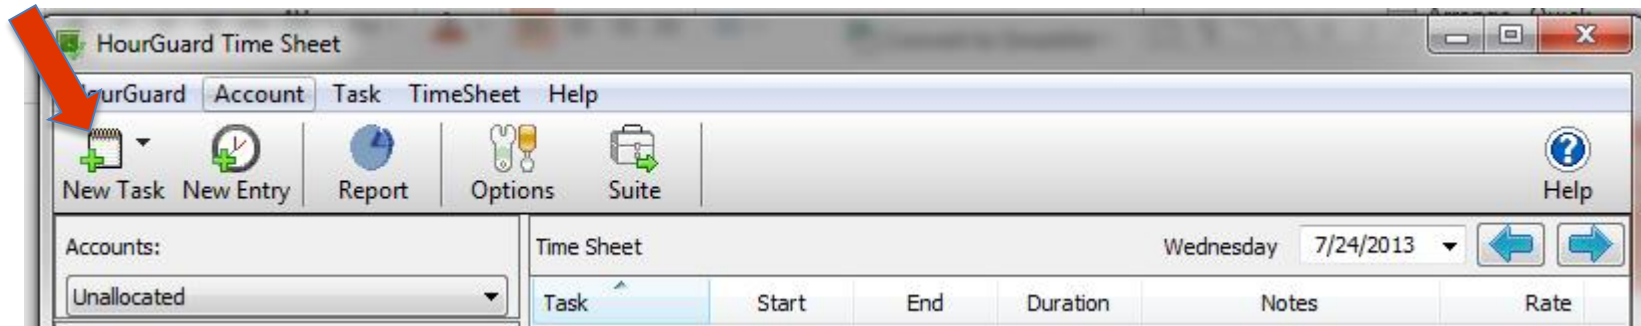 HourGuard Time Sheet
HourGuard Account Task TimeSheet Help
New Task New Entry Report Options Suite Help
Accounts: Time Sheet Wednesday 7/24/2013
Unallocated Task Start End Duration Notes Rate